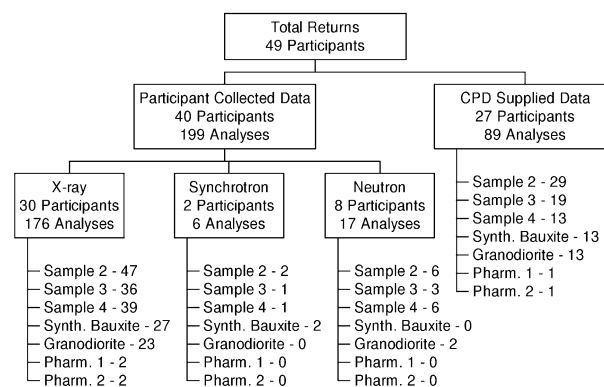 Total Returns
49 Participants
Participant Collected Data
40 Participants
199 Analyses
CPD Supplied Data
27 Participants
89 Analyses
X-ray
30 Participants
176 Analyses
Synchrotron
2 Participants
6 Analyses
Neutron
8 Participants
17 Analyses
Sample 2 - 47
Sample 3 - 36
Sample 4 - 39
Synth. Bauxite - 27
Granodiorite - 23
Pharm. 1 - 2
Pharm. 2 - 2
Sample 2 - 2
Sample 3 - 1
Sample 4 - 1
Synth. Bauxite - 2
Granodiorite - 0
Pharm. 1 - 0
Pharm. 2 - 0
Sample 2 - 6
Sample 3 - 3
Sample 4 - 6
Synth. Bauxite - 0
Granodiorite - 2
Pharm. 1 - 0
Pharm. 2 - 0
Sample 2 - 29
Sample 3 - 19
Sample 4 - 13
Synth. Bauxite - 13
Granodiorite - 13
Pharm. 1 - 1
Pharm. 2 - 1